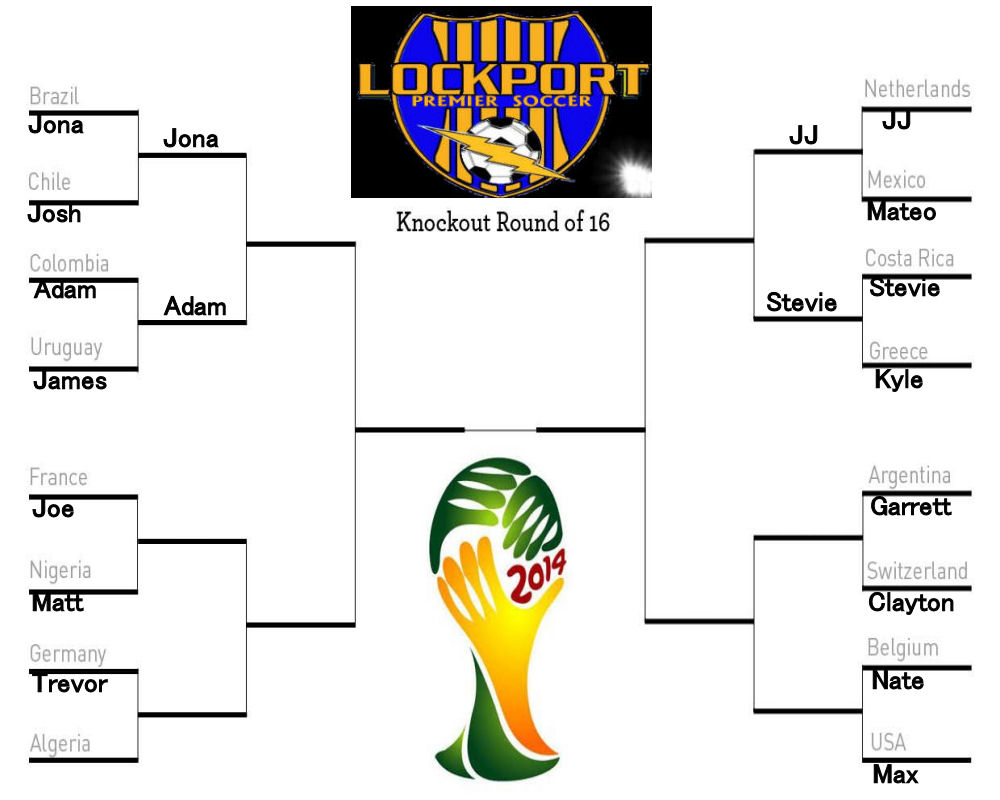 LOCKPORT
PREMIER SOCCER
Knockout Round of 16
Brazil
Jona
Jona
Chile
Josh
Colombia
Adam
Adam
Uruguay
James
France
Joe
Nigeria
Matt
Germany
Trevor
Algeria
Netherlands
JJ
JJ
Mexico
Mateo
Costa Rica
Stevie
Stevie
Greece
Kyle
Argentina
Garrett
Switzerland
Clayton
Belgium
Nate
USA
Max
2014